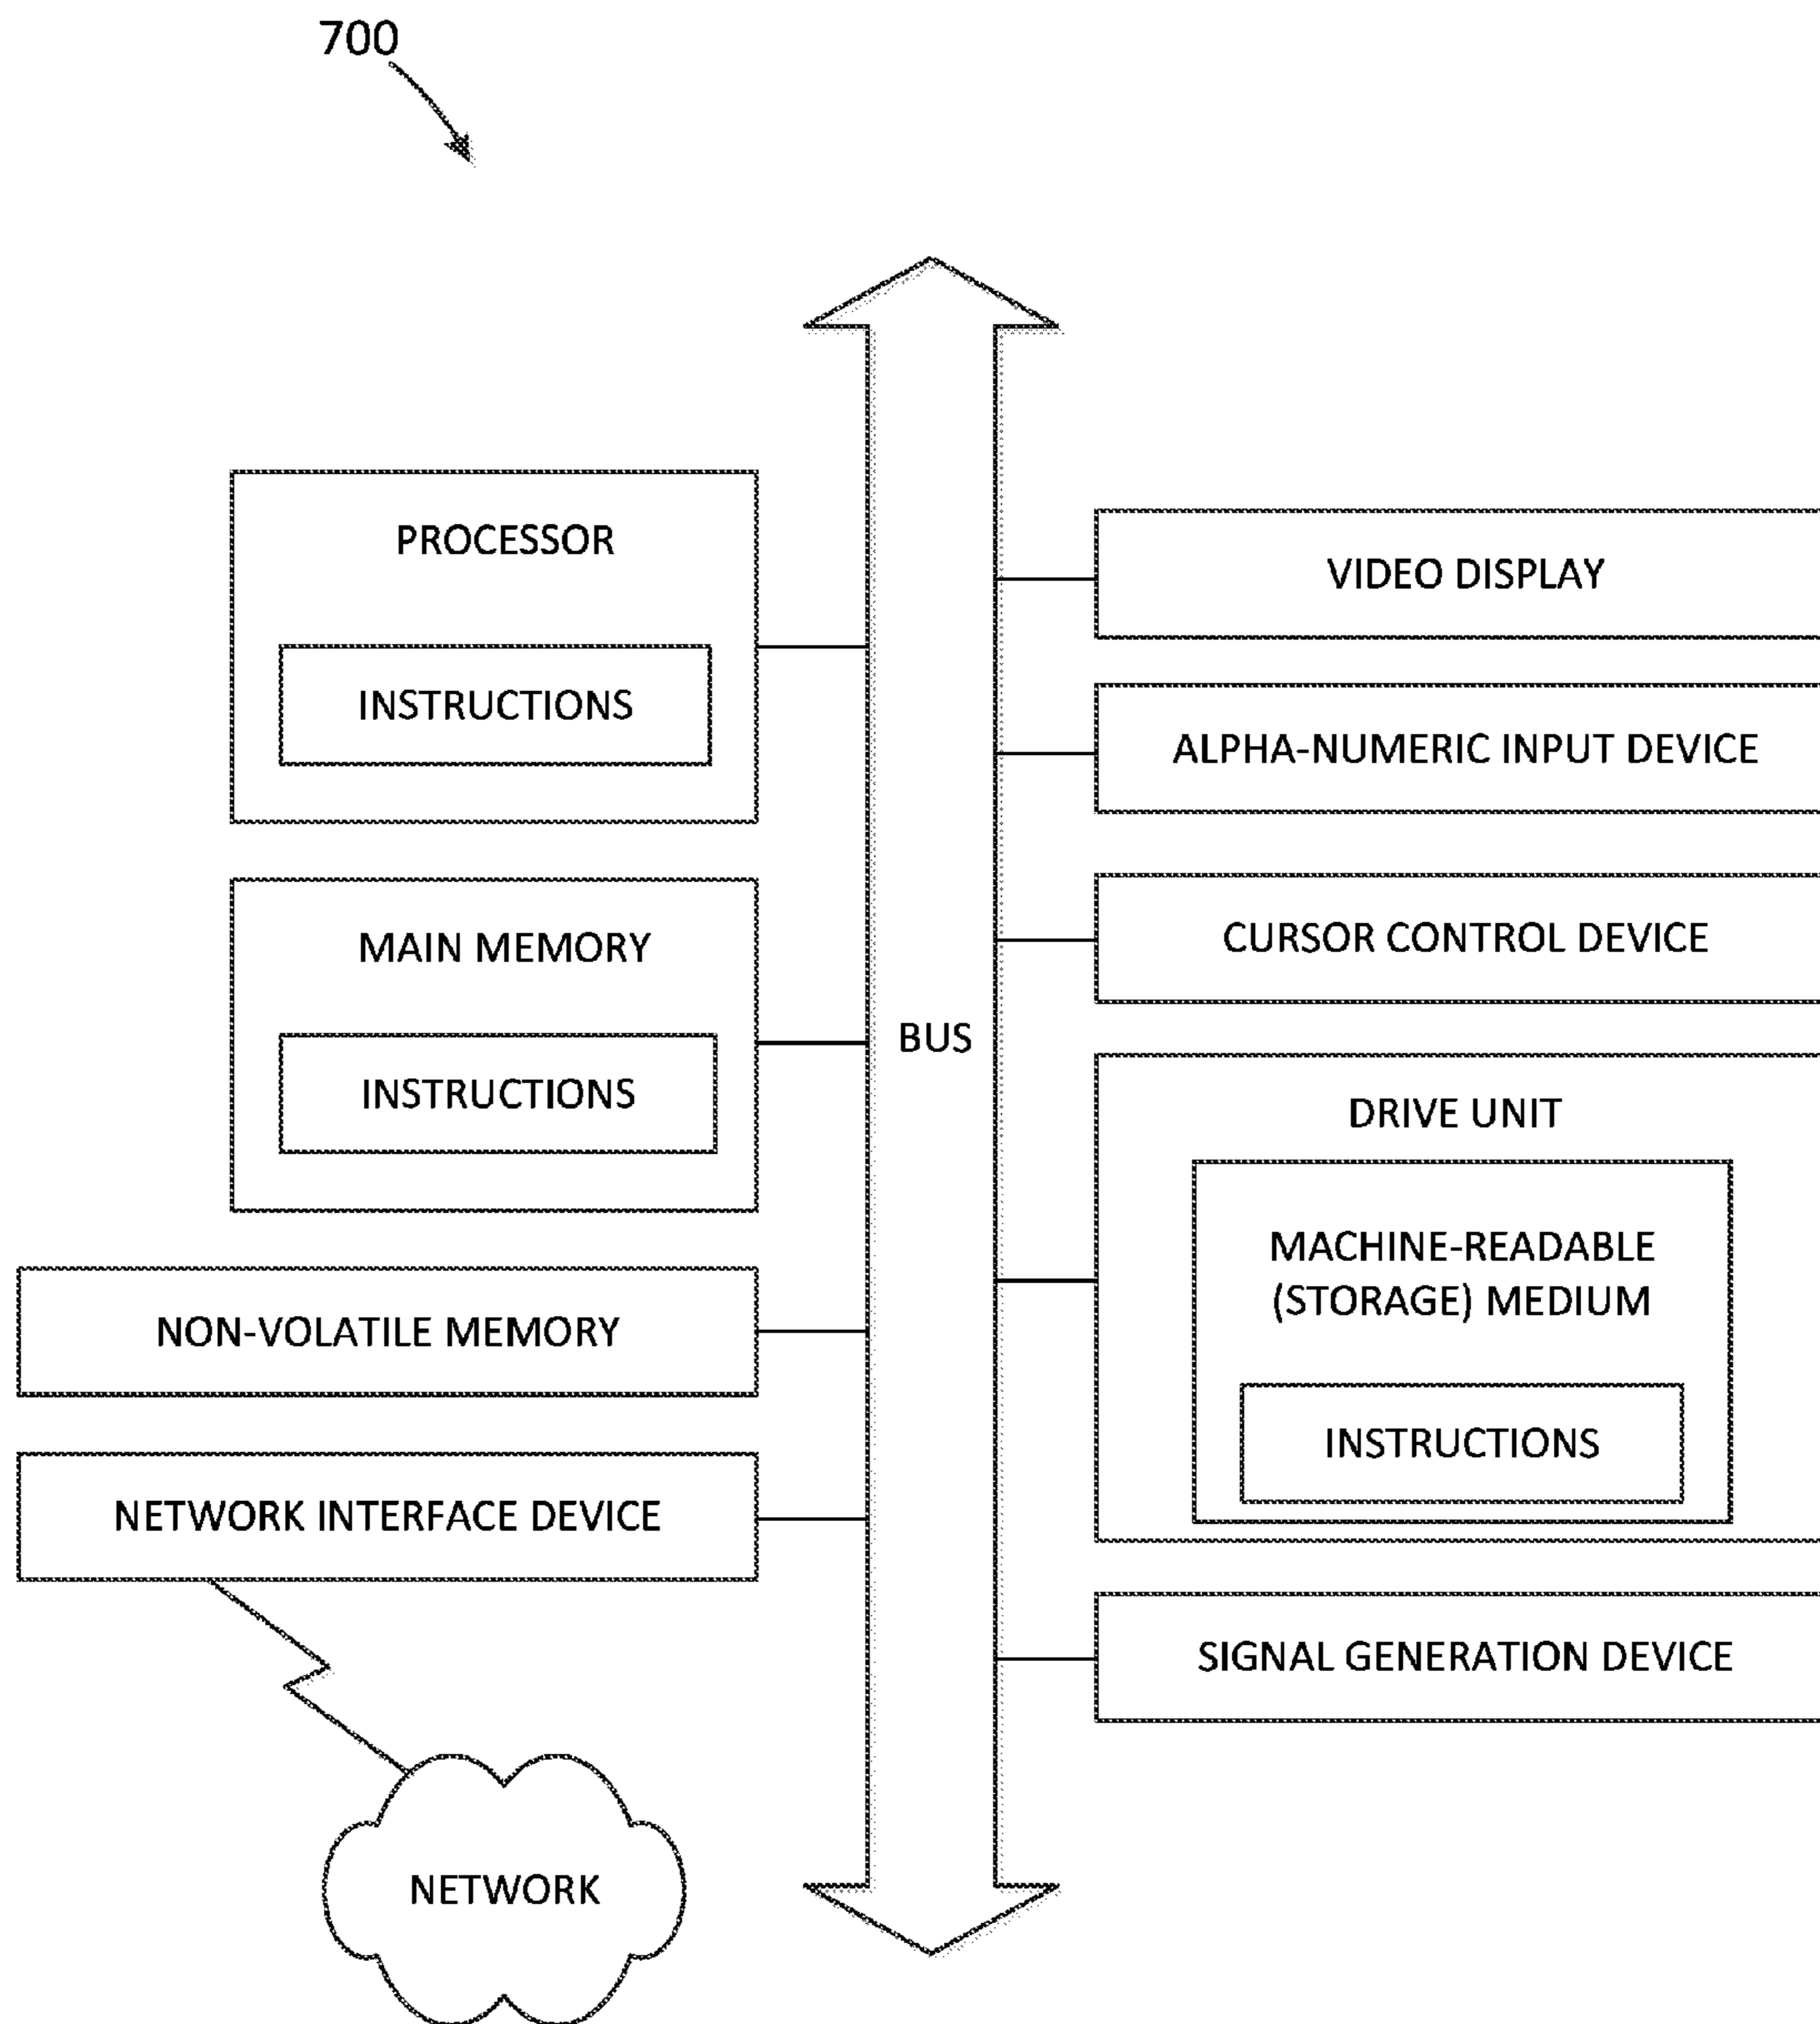 700
PROCESSOR
INSTRUCTIONS
MAIN MEMORY
INSTRUCTIONS
NON-VOLATILE MEMORY
NETWORK INTERFACE DEVICE
NETWORK
BUS
VIDEO DISPLAY
ALPHA-NUMERIC INPUT DEVICE
CURSOR CONTROL DEVICE
DRIVE UNIT
MACHINE-READABLE
(STORAGE) MEDIUM
INSTRUCTIONS
SIGNAL GENERATION DEVICE